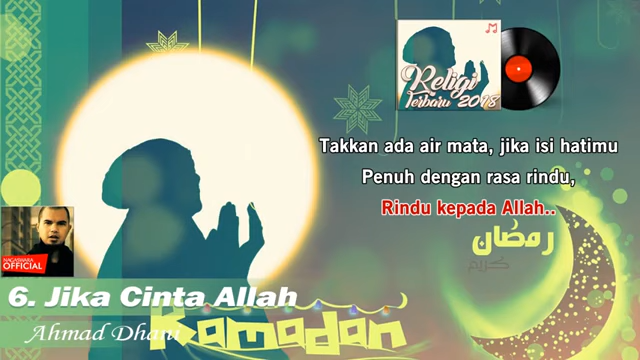 Religi
Terbaru 2018
Takkan ada air mata, jika isi hatimu
Penuh dengan rasa rindu,
Rindu kepada Allah..
رمضان
كريم
NAGASWARA
OFFICIAL
6. Jika Cinta Allah
Ahmad Dhani
Ramadan